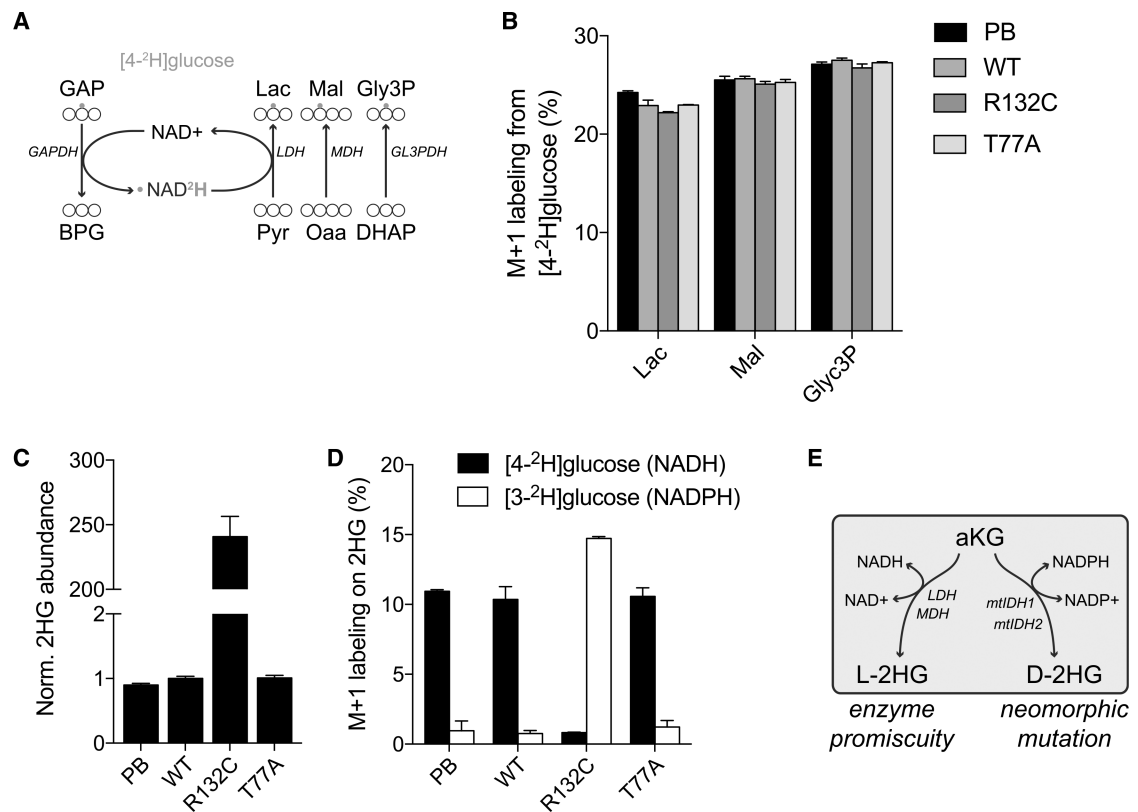 A
[4-²H]glucose
GAP
Lac
Mal
Gly3P
NAD+
GAPDH
LDH
MDH
GL3PDH
NAD²H
BPG
Pyr
Oaa
DHAP
B
M+1 labeling from
[4-²H]glucose (%)
30
20
10
0
Lac
Mal
Glyc3P
PB
WT
R132C
T77A
C
Norm. 2HG abundance
300
250
200
2
1
0
PB
WT
R132C
T77A
D
M+1 labeling on 2HG (%)
20
15
10
5
0
[4-²H]glucose (NADH)
[3-²H]glucose (NADPH)
PB
WT
R132C
T77A
E
aKG
NADH
NADPH
NAD+
LDH
MDH
mtIDH1
mtIDH2
NADP+
L-2HG
D-2HG
enzyme
promiscuity
neomorphic
mutation